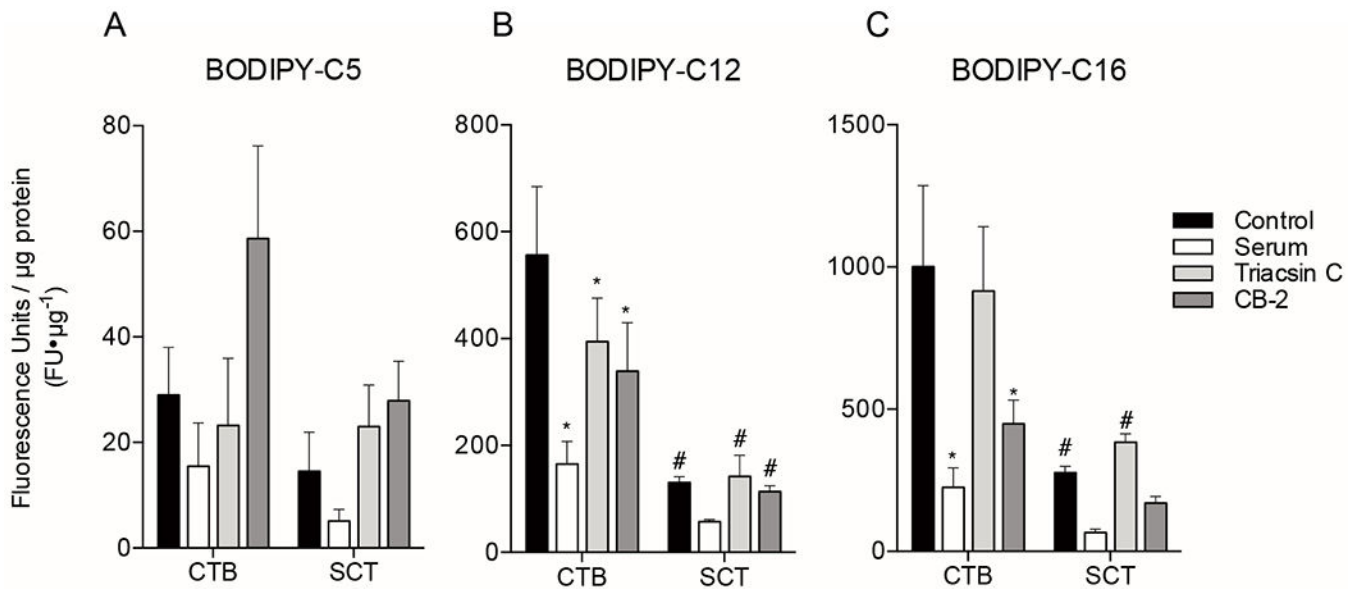 A
BODIPY-C5
B
BODIPY-C12
C
BODIPY-C16
Fluorescence Units / µg protein
(FU•µg⁻¹)
80
60
40
20
0
CTB
SCT
800
600
400
200
0
*
*
*
#
#
#
CTB
SCT
1500
1000
500
0
*
*
#
#
CTB
SCT
Control
Serum
Triacsin C
CB-2